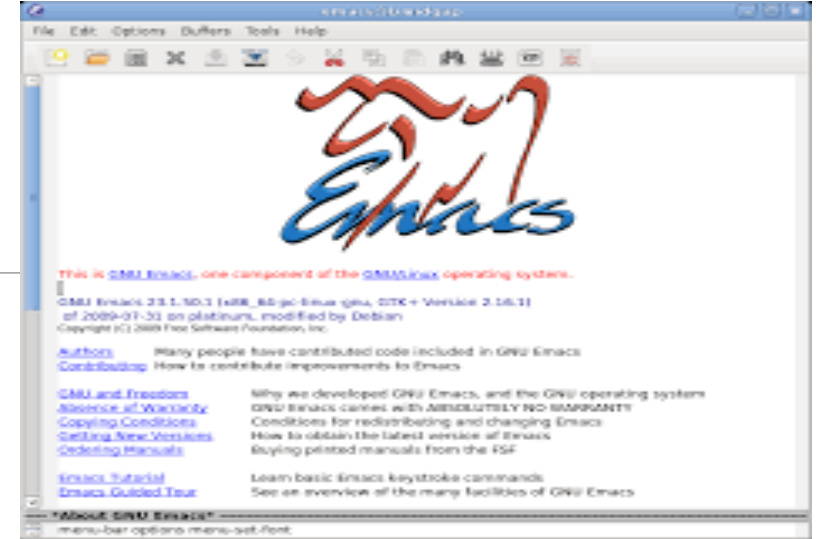 File Edit Options Buffers Tools Help
Emacs
This is GNU Emacs, one component of the GNU/Linux operating system.
GNU Emacs 23.1.50.1 (x86_64-pc-linux-gnu, GTK+ Version 2.16.1)
of 2009-07-31 on platinum, modified by Debian
Copyright (C) 2009 Free Software Foundation, Inc.
Authors Many people have contributed code included in GNU Emacs
Contributing How to contribute improvements to Emacs
GNU and Freedom Why we developed GNU Emacs, and the GNU operating system
Absence of Warranty GNU Emacs comes with ABSOLUTELY NO WARRANTY
Copying Conditions Conditions for redistributing and changing Emacs
Getting New Versions How to obtain the latest version of Emacs
Ordering Manuals Buying printed manuals from the FSF
Emacs Tutorial Learn basic Emacs keystroke commands
Emacs Guided Tour See an overview of the many facilities of GNU Emacs
*About GNU Emacs*
menu-bar options menu-set-font